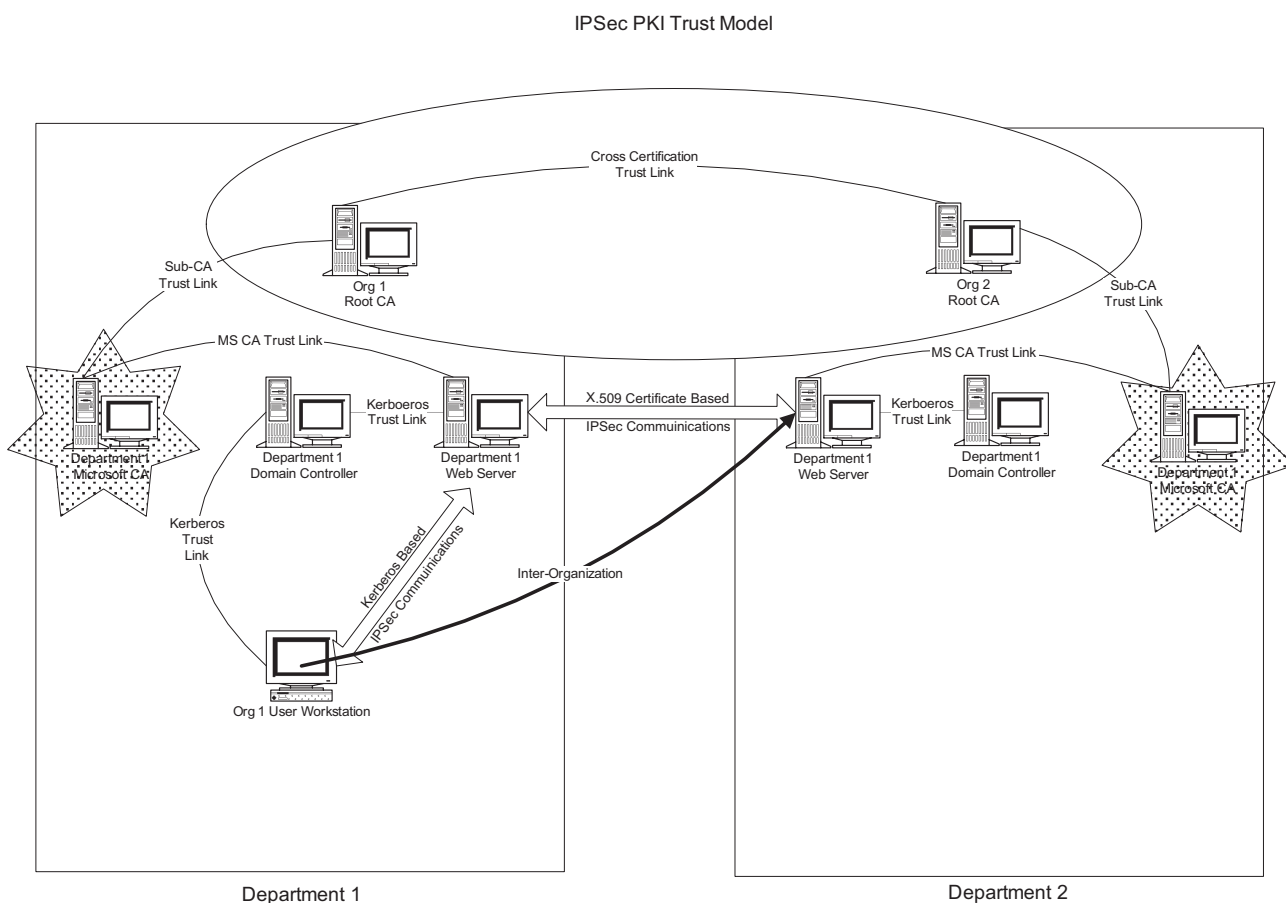 IPSec PKI Trust Model
Cross Certification
Trust Link
Org 1
Root CA
Org 2
Root CA
Sub-CA
Trust Link
Sub-CA
Trust Link
MS CA Trust Link
MS CA Trust Link
Department 1
Microsoft CA
Department 1
Domain Controller
Kerboeros
Trust Link
Department 1
Web Server
X.509 Certificate Based
IPSec Commuinications
Department 1
Web Server
Kerboeros
Trust Link
Department 1
Domain Controller
Department 1
Microsoft CA
Kerberos
Trust
Link
Kerberos Based
IPSec Commuinications
Inter-Organization
Org 1 User Workstation
Department 1
Department 2